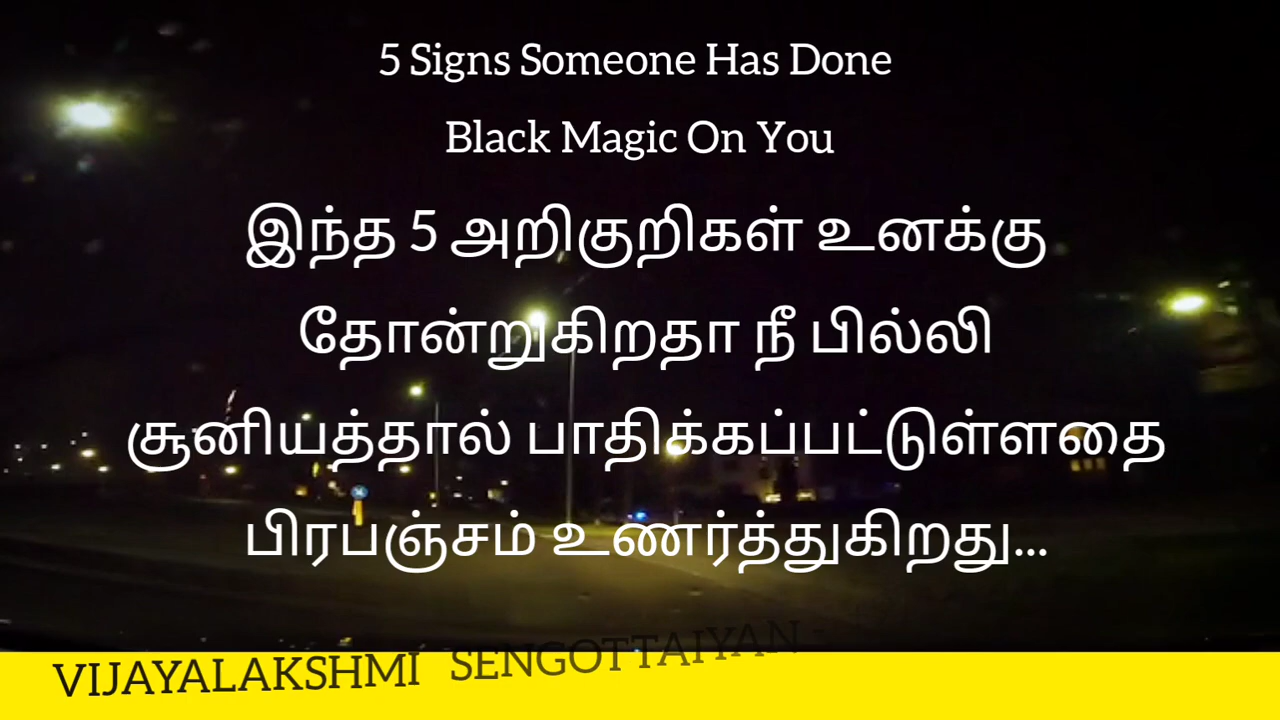 5 Signs Someone Has Done
Black Magic On You
இந்த 5 அறிகுறிகள் உனக்கு
தோன்றுகிறதா நீ பில்லி
சூனியத்தால் பாதிக்கப்பட்டுள்ளதை
பிரபஞ்சம் உணர்த்துகிறது...
VIJAYALAKSHMI SENGOTTAIYAN -